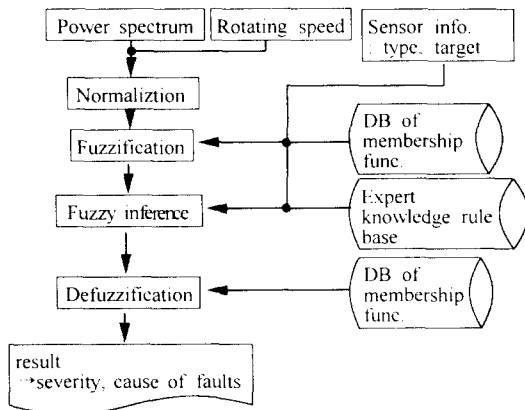 Power spectrum
Rotating speed
Sensor info.
: type, target
Normaliztion
Fuzzification
DB of
membership
func.
Fuzzy inference
Expert
knowledge rule
base
Defuzzification
DB of
membership
func.
result
→severity, cause of faults